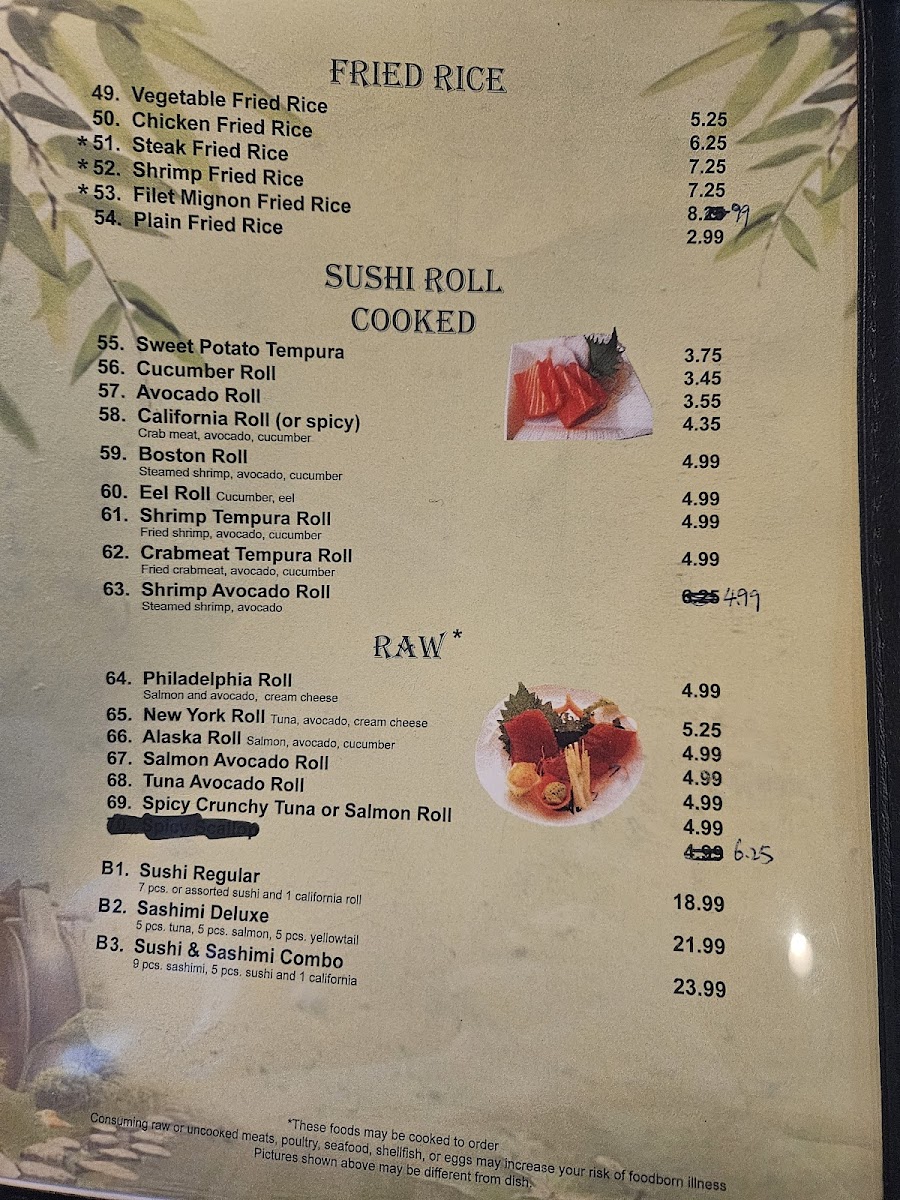 FRIED RICE
49. Vegetable Fried Rice 5.25
50. Chicken Fried Rice 6.25
*51. Steak Fried Rice 7.25
*52. Shrimp Fried Rice 7.25
*53. Filet Mignon Fried Rice 8.99
54. Plain Fried Rice 2.99
SUSHI ROLL
COOKED
55. Sweet Potato Tempura 3.75
56. Cucumber Roll 3.45
57. Avocado Roll 3.55
58. California Roll (or spicy) 4.35
Crab meat, avocado, cucumber
59. Boston Roll 4.99
Steamed shrimp, avocado, cucumber
60. Eel Roll Cucumber, eel 4.99
61. Shrimp Tempura Roll 4.99
Fried shrimp, avocado, cucumber
62. Crabmeat Tempura Roll 4.99
Fried crabmeat, avocado, cucumber
63. Shrimp Avocado Roll 6.25 4.99
Steamed shrimp, avocado
RAW*
64. Philadelphia Roll 4.99
Salmon and avocado, cream cheese
65. New York Roll Tuna, avocado, cream cheese 5.25
66. Alaska Roll Salmon, avocado, cucumber 4.99
67. Salmon Avocado Roll 4.99
68. Tuna Avocado Roll 4.99
69. Spicy Crunchy Tuna or Salmon Roll 4.99
Spicy Scallop 4.99 6.25
B1. Sushi Regular 18.99
7 pcs. or assorted sushi and 1 california roll
B2. Sashimi Deluxe 21.99
5 pcs. tuna, 5 pcs. salmon, 5 pcs. yellowtail
B3. Sushi & Sashimi Combo 23.99
9 pcs. sashimi, 5 pcs. sushi and 1 california
*These foods may be cooked to order
Consuming raw or uncooked meats, poultry, seafood, shellfish, or eggs may increase your risk of foodborn illness
Pictures shown above may be different from dish.